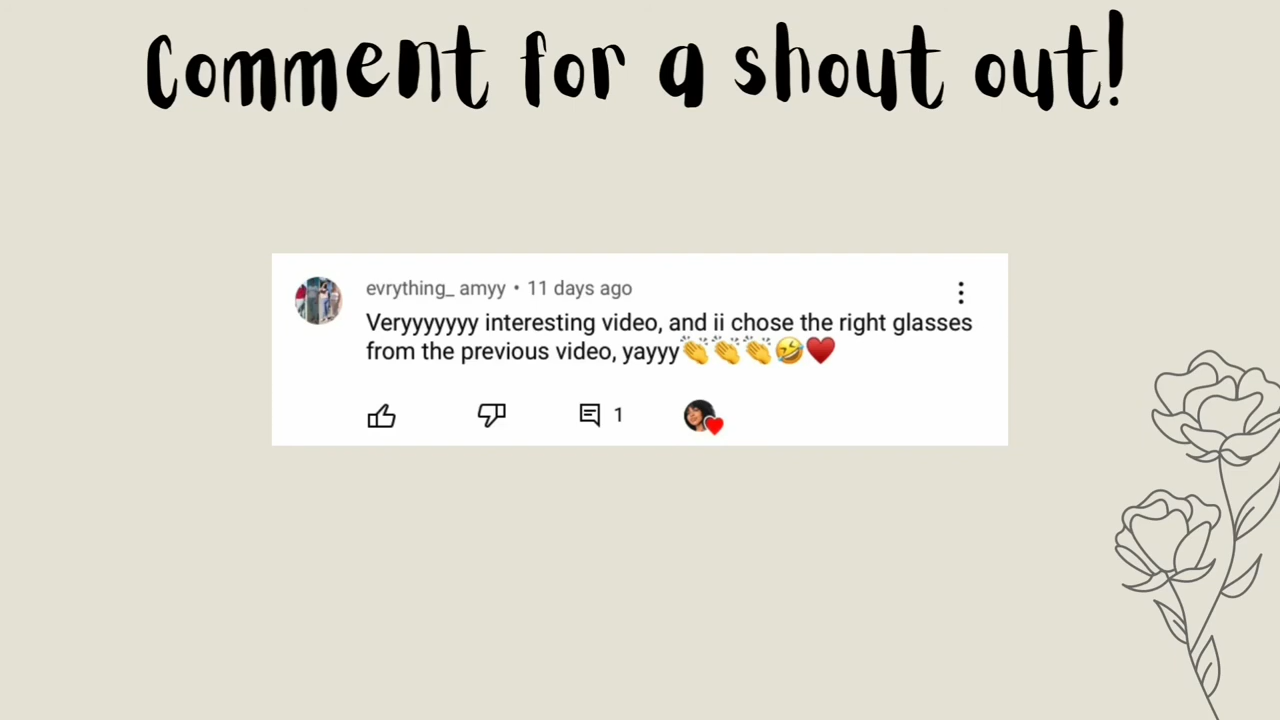 Comment for a shout out!
evrything_ amyy • 11 days ago
Veryyyyyyy interesting video, and ii chose the right glasses
from the previous video, yayyy👏👏👏🤣♥️
1